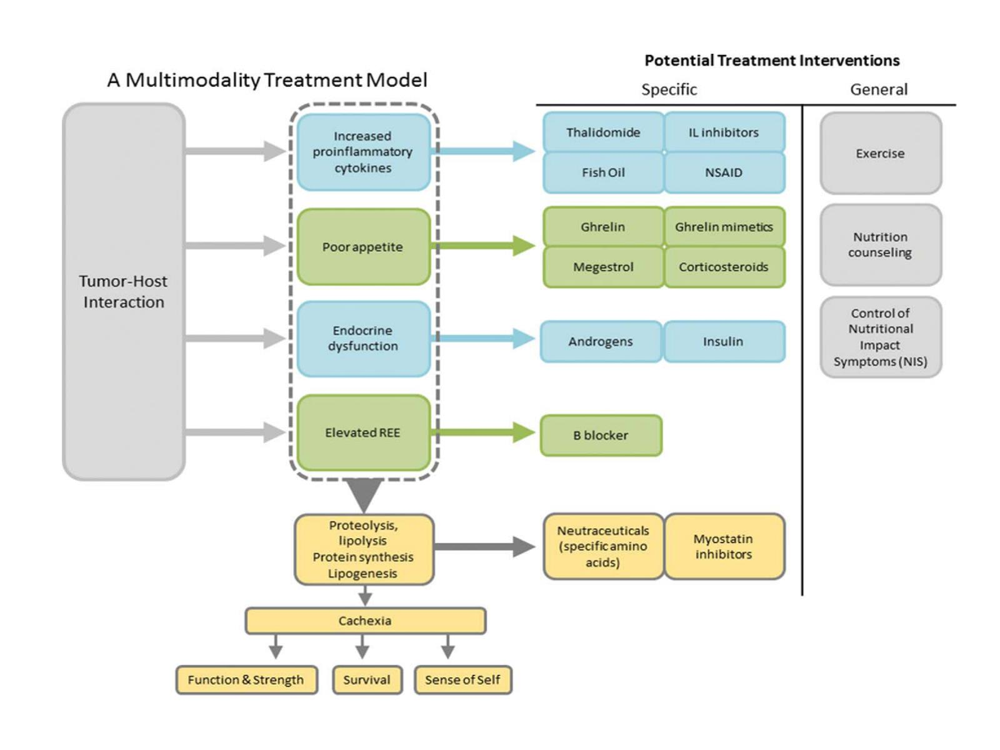 A Multimodality Treatment Model
Potential Treatment Interventions
Specific
General
Tumor-Host
Interaction
Increased
proinflammatory
cytokines
Thalidomide
IL inhibitors
Fish Oil
NSAID
Exercise
Poor appetite
Ghrelin
Ghrelin mimetics
Megestrol
Corticosteroids
Nutrition
counseling
Endocrine
dysfunction
Androgens
Insulin
Control of
Nutritional
Impact
Symptoms (NIS)
Elevated REE
B blocker
Proteolysis,
lipolysis
Protein synthesis
Lipogenesis
Neutraceuticals
(specific amino
acids)
Myostatin
inhibitors
Cachexia
Function & Strength
Survival
Sense of Self